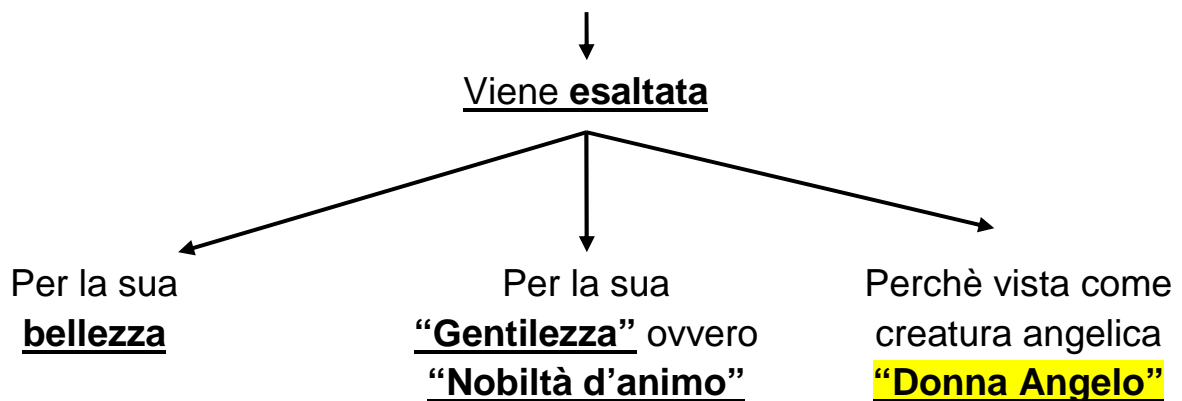 Viene esaltata
Per la sua
bellezza
Per la sua
“Gentilezza” ovvero
“Nobiltà d’animo”
Perchè vista come
creatura angelica
“Donna Angelo”